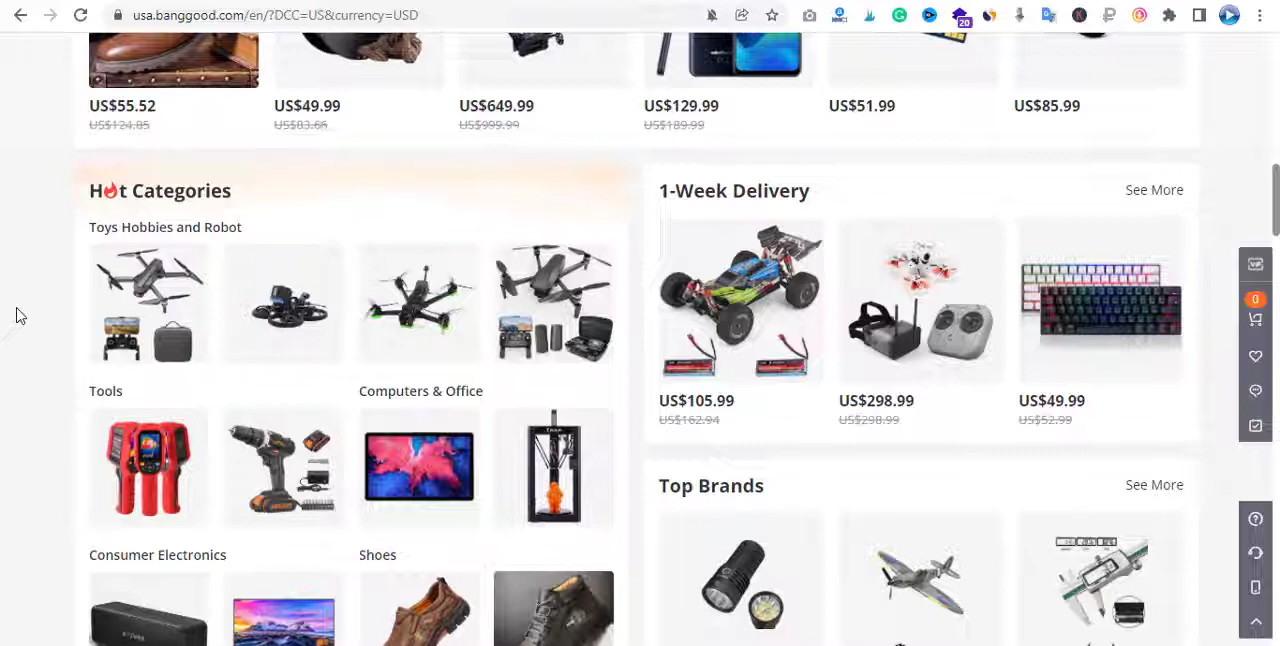 usa.banggood.com/en/?DCC=US&currency=USD
20
US$55.52
US$124.85
US$49.99
US$83.66
US$649.99
US$999.99
US$129.99
US$189.99
US$51.99
US$85.99
Hot Categories
Toys Hobbies and Robot
Tools
Computers & Office
Consumer Electronics
Shoes
1-Week Delivery
See More
US$105.99
US$162.94
US$298.99
US$298.99
US$49.99
US$52.99
Top Brands
See More
0